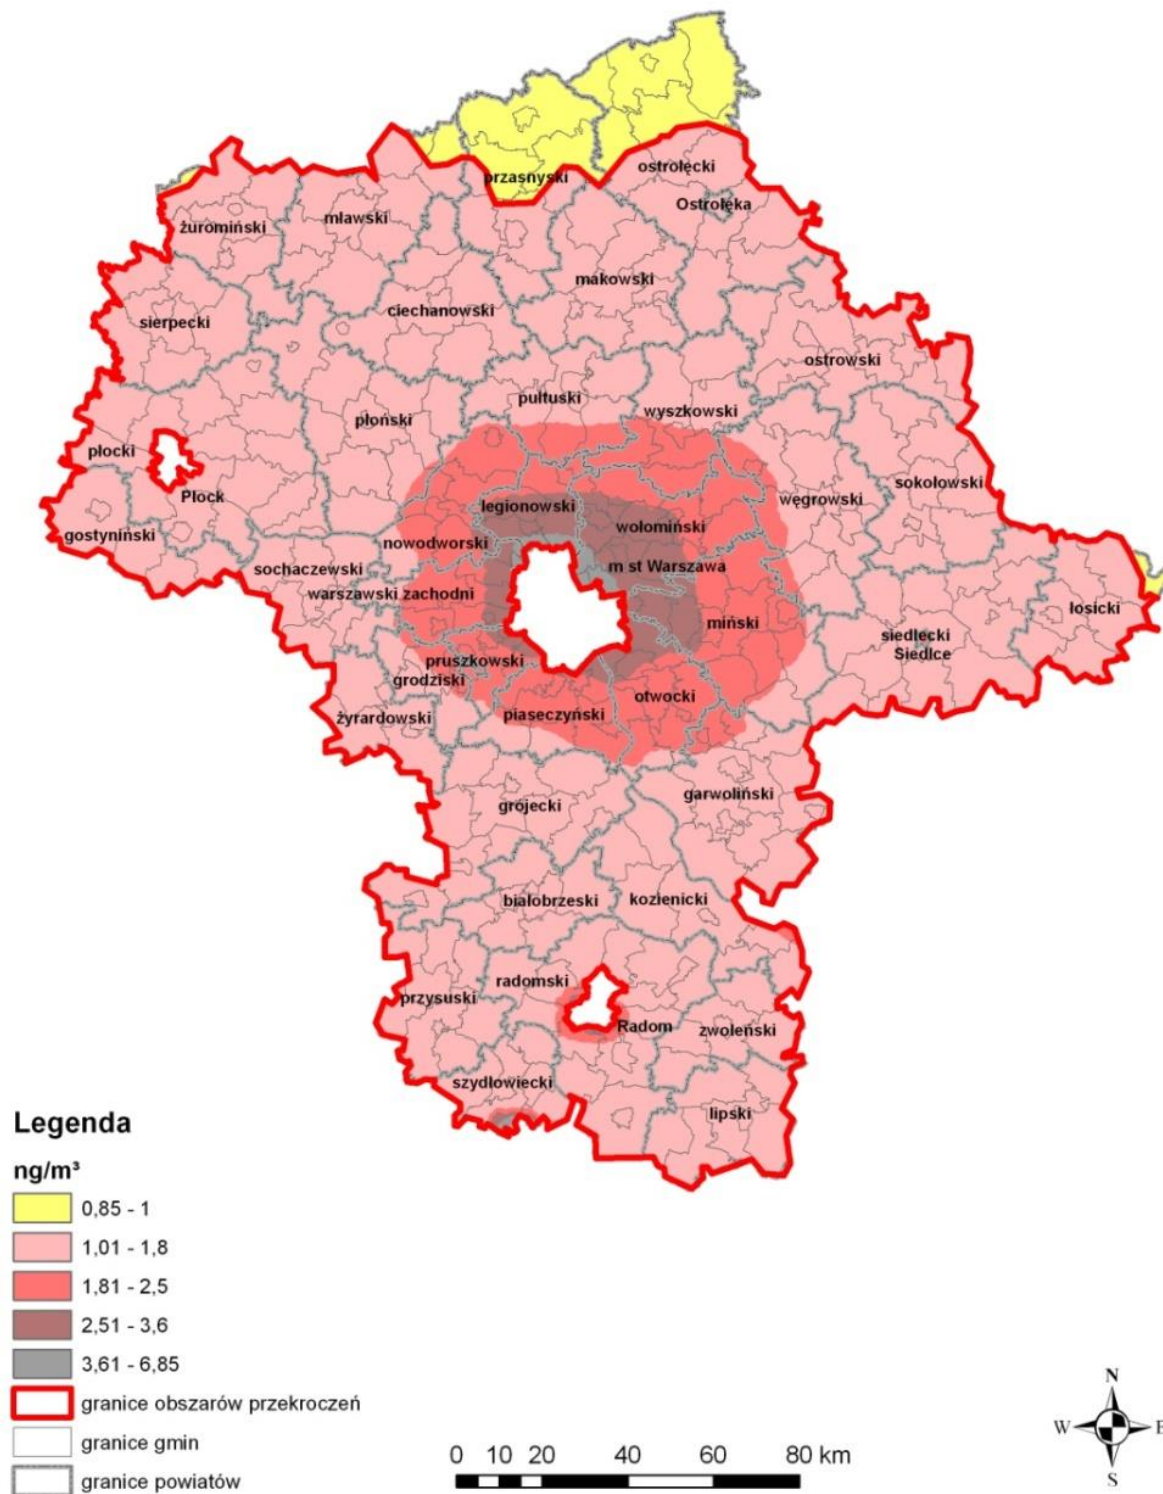 przasnyski
ostrołęcki
Ostrołęka
żuromiński
mławski
makowski
ciechanowski
sierpecki
ostrowski
pułtuski
wyszkowski
płoński
płocki
Płock
sokołowski
węgrowski
legionowski
wołomiński
gostyniński
nowodworski
m st Warszawa
sochaczewski
warszawski zachodni
łosicki
miński
siedlecki
Siedlce
pruszkowski
grodziski
otwocki
żyrardowski
piaseczyński
grójecki
garwoliński
białobrzeski
kozienicki
radomski
przysuski
Radom
zwoleński
szydłowiecki
lipski
Legenda
ng/m³
0,85 - 1
1,01 - 1,8
1,81 - 2,5
2,51 - 3,6
3,61 - 6,85
granice obszarów przekroczeń
granice gmin
granice powiatów
0 10 20 40 60 80 km
N
W E
S